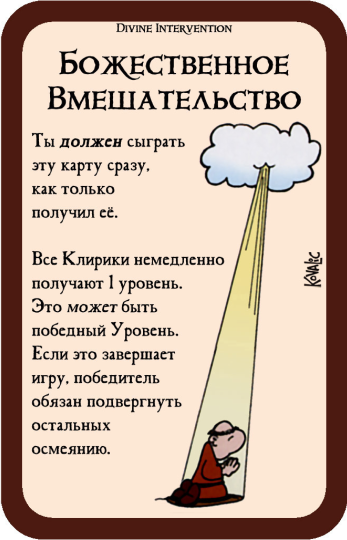 Divine Intervention
Божественное
Вмешательство
Ты должен сыграть
эту карту сразу,
как только
получил её.
Все Клирики немедленно
получают 1 уровень.
Это может быть
победный Уровень.
Если это завершает
игру, победитель
обязан подвергнуть
остальных
осмеянию.
Kovalic